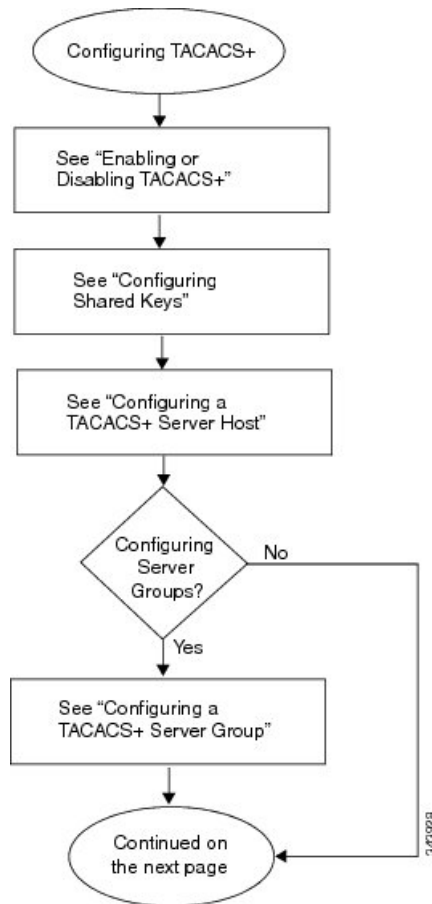 Configuring TACACS+
See “Enabling or
Disabling TACACS+”
See “Configuring
Shared Keys”
See “Configuring a
TACACS+ Server Host”
Configuring
Server
Groups?
No
Yes
See “Configuring a
TACACS+ Server Group”
Continued on
the next page